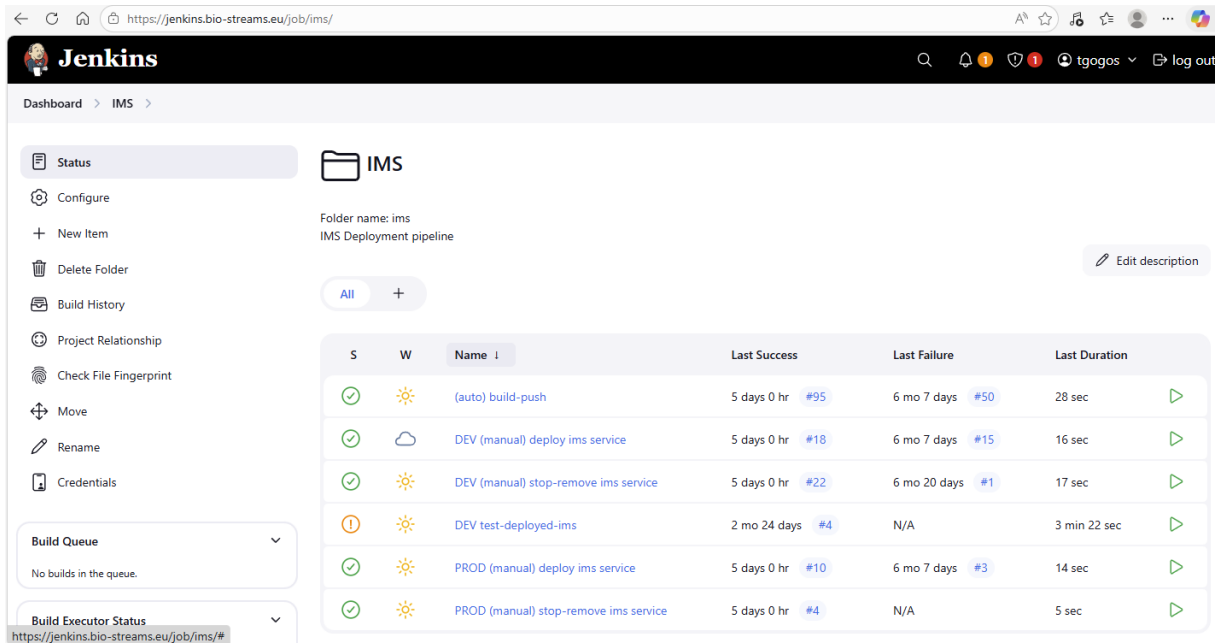 https://jenkins.bio-streams.eu/job/ims/
Jenkins
1
1
tgogos
log out
Dashboard > IMS >
Status
Configure
New Item
Delete Folder
Build History
Project Relationship
Check File Fingerprint
Move
Rename
Credentials
Build Queue
No builds in the queue.
Build Executor Status
https://jenkins.bio-streams.eu/job/ims/#
IMS
Folder name: ims
IMS Deployment pipeline
Edit description
All +
S W Name ↓ Last Success Last Failure Last Duration
(auto) build-push 5 days 0 hr #95 6 mo 7 days #50 28 sec
DEV (manual) deploy ims service 5 days 0 hr #18 6 mo 7 days #15 16 sec
DEV (manual) stop-remove ims service 5 days 0 hr #22 6 mo 20 days #1 17 sec
DEV test-deployed-ims 2 mo 24 days #4 N/A 3 min 22 sec
PROD (manual) deploy ims service 5 days 0 hr #10 6 mo 7 days #3 14 sec
PROD (manual) stop-remove ims service 5 days 0 hr #4 N/A 5 sec